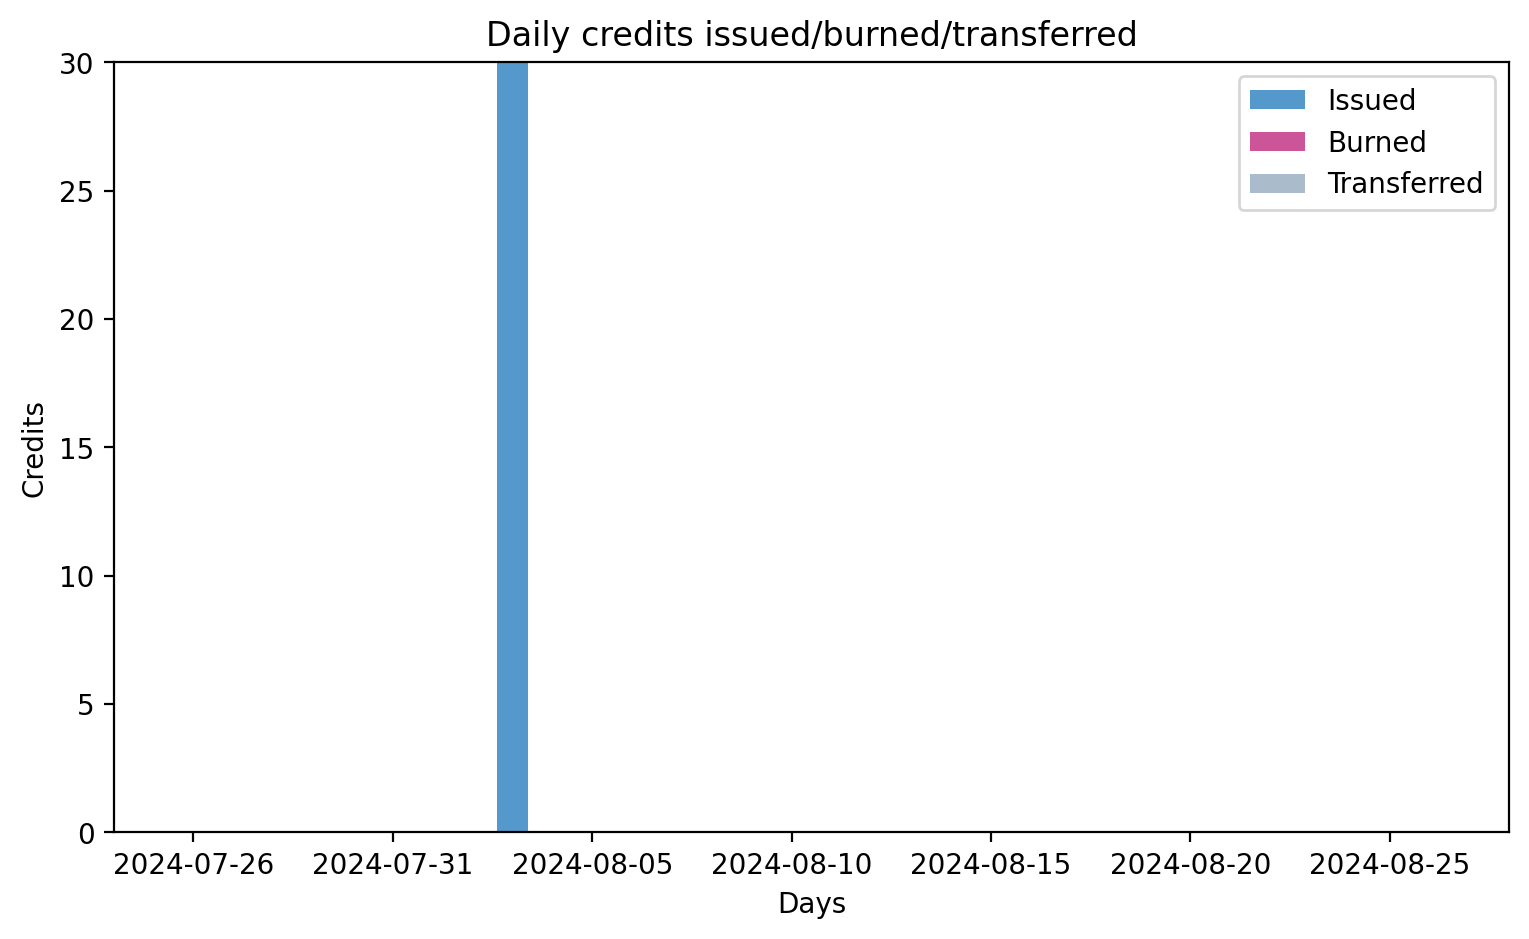 Daily credits issued/burned/transferred
30
25
20
15
10
5
0
Credits
Issued
Burned
Transferred
2024-07-26 2024-07-31 2024-08-05 2024-08-10 2024-08-15 2024-08-20 2024-08-25
Days